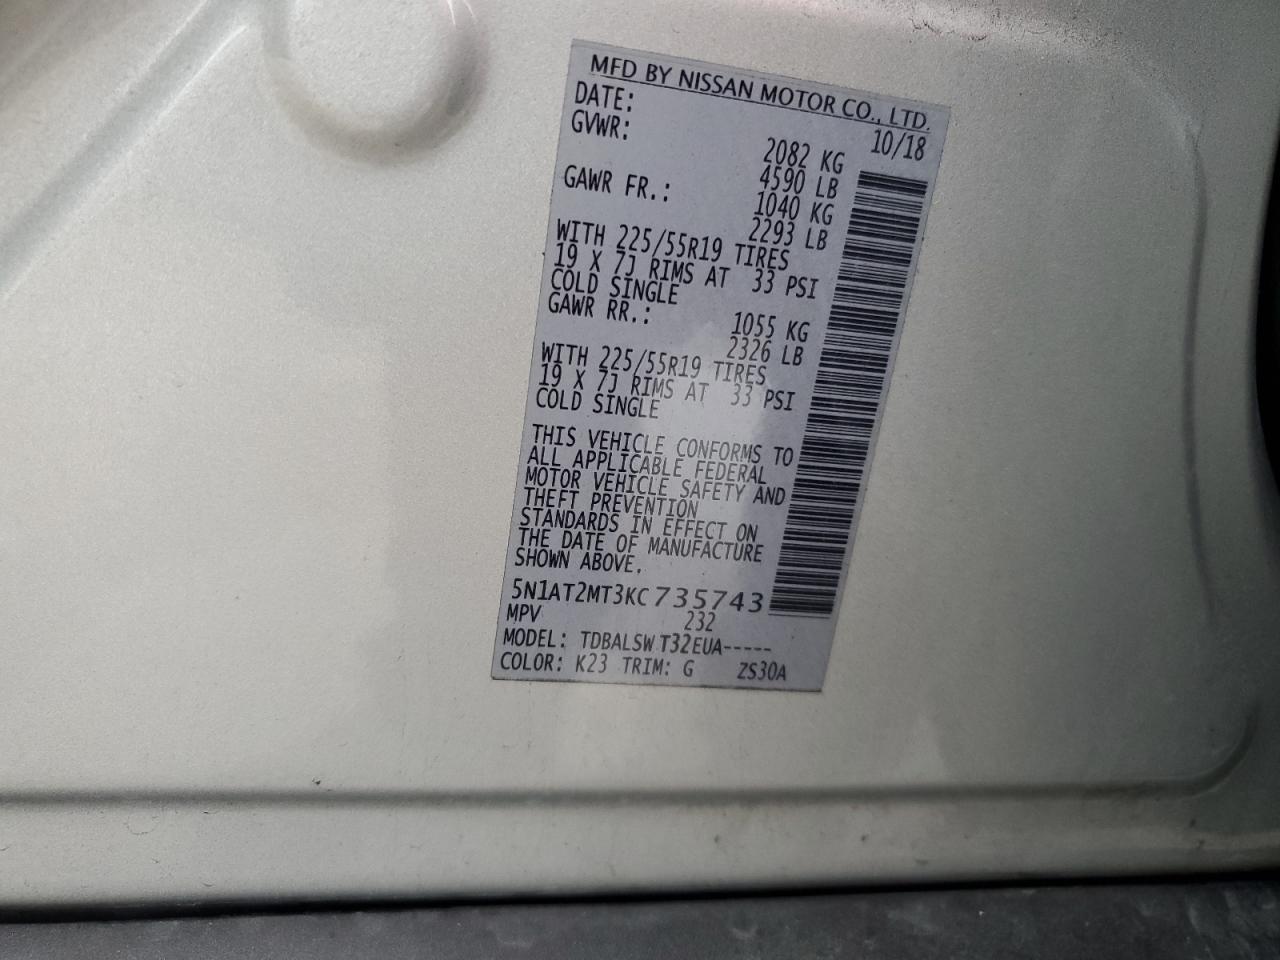 MFD BY NISSAN MOTOR CO., LTD.
DATE: 10/18
GVWR: 2082 KG
4590 LB
GAWR FR.: 1040 KG
2293 LB
WITH 225/55R19 TIRES
19 X 7J RIMS AT 33 PSI
COLD SINGLE
GAWR RR.: 1055 KG
2326 LB
WITH 225/55R19 TIRES
19 X 7J RIMS AT 33 PSI
COLD SINGLE
THIS VEHICLE CONFORMS TO
ALL APPLICABLE FEDERAL
MOTOR VEHICLE SAFETY AND
THEFT PREVENTION
STANDARDS IN EFFECT ON
THE DATE OF MANUFACTURE
SHOWN ABOVE.
5N1AT2MT3KC735743
MPV 232
MODEL: TDBALSW T32EUA-----
COLOR: K23 TRIM: G ZS30A